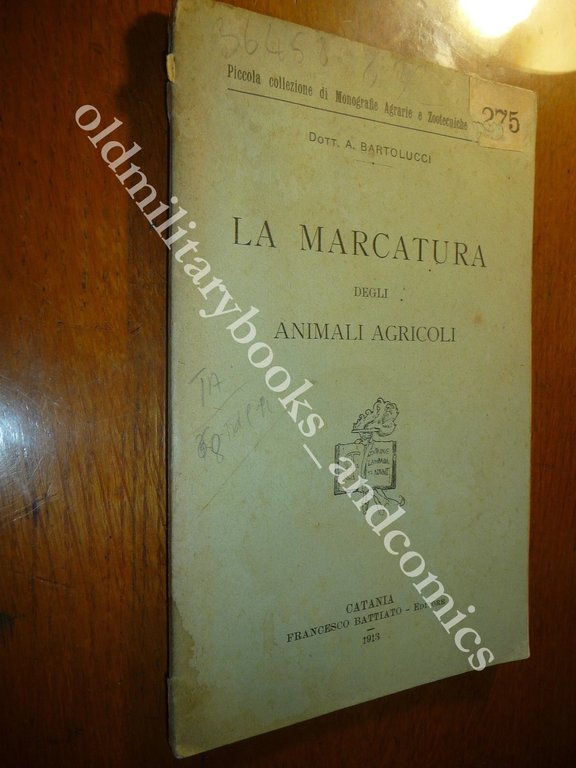 Piccola collezione di Monografie Agrarie e Zootecniche
275
DOTT. A. BARTOLUCCI
LA MARCATURA
DEGLI
ANIMALI AGRICOLI
CATANIA
FRANCESCO BATTIATO - EDITORE
1913
oldmilitarybooks_andcomics